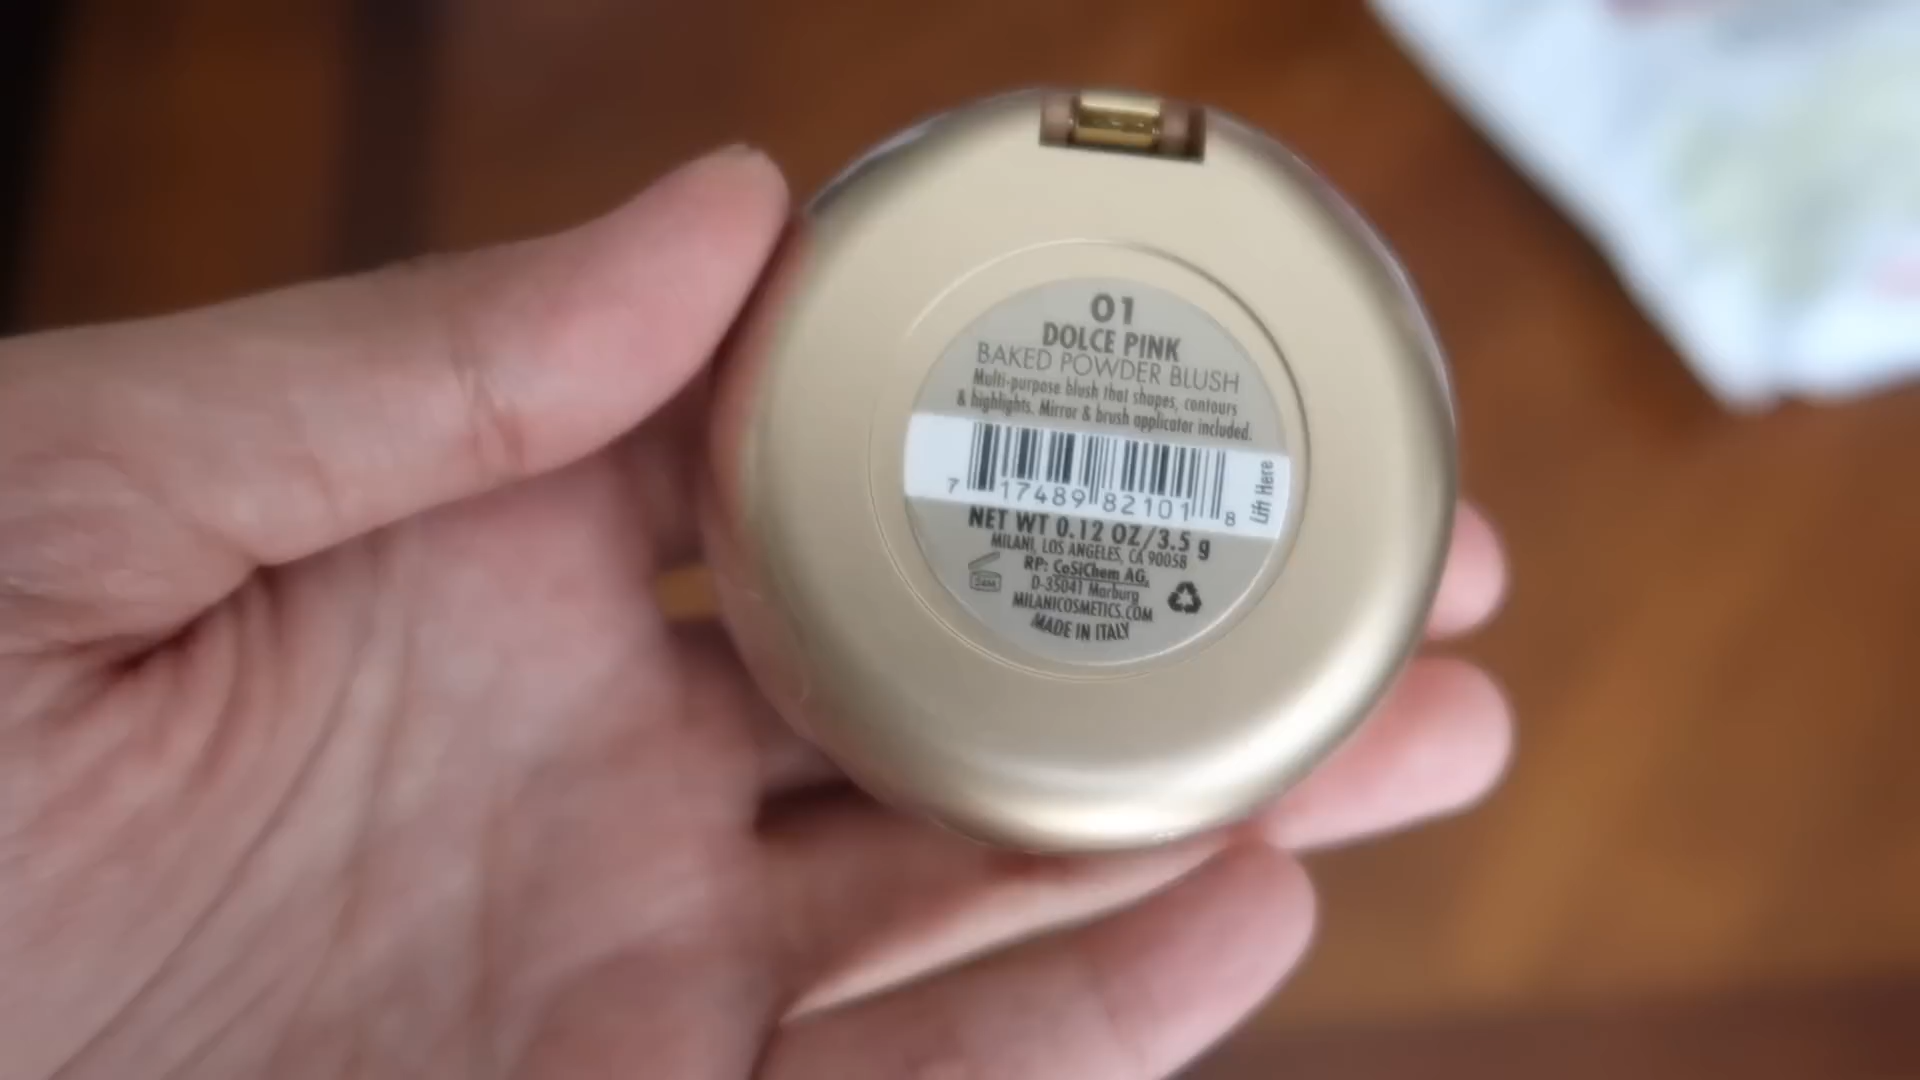 01
DOLCE PINK
BAKED POWDER BLUSH
Multi-purpose blush that shapes, contours
& highlights. Mirror & brush applicator included.
Lift Here
7 17489 82101 8
NET WT 0.12 OZ/3.5 g
MILANI, LOS ANGELES, CA 90058
RP: CoSiChem AG,
D-35041 Marburg
MILANICOSMETICS.COM
MADE IN ITALY